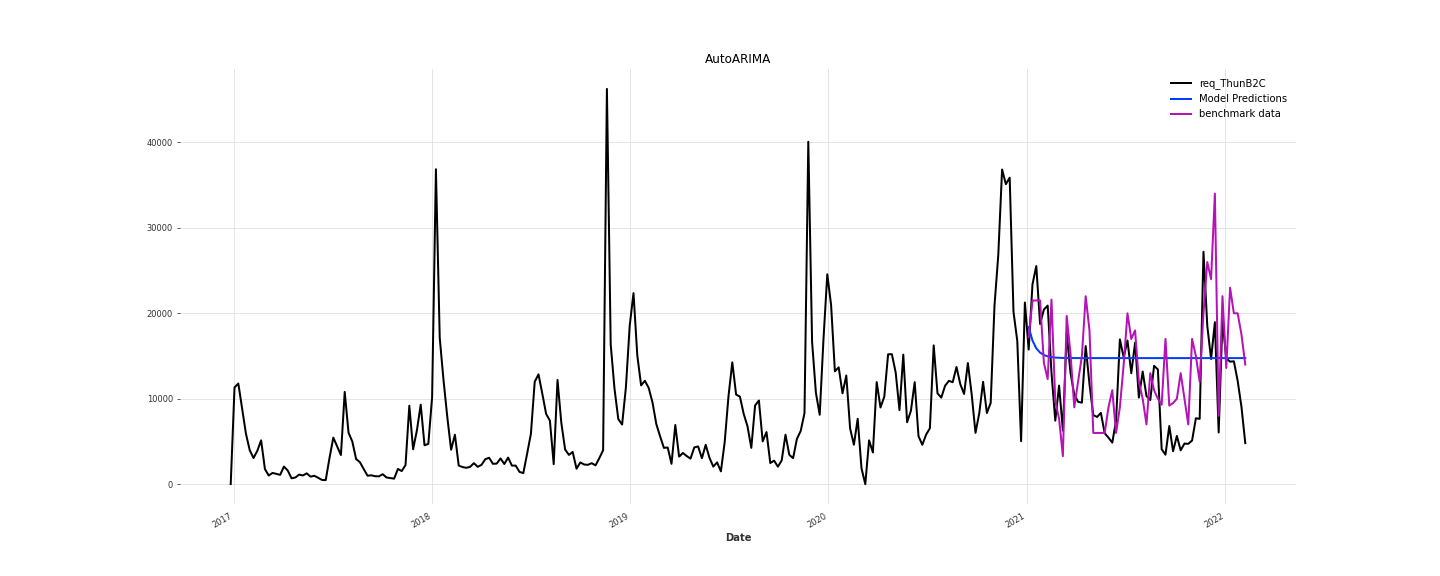 AutoARIMA
req_ThunB2C
Model Predictions
benchmark data
40000
30000
20000
10000
0
2017
2018
2019
2020
2021
2022
Date